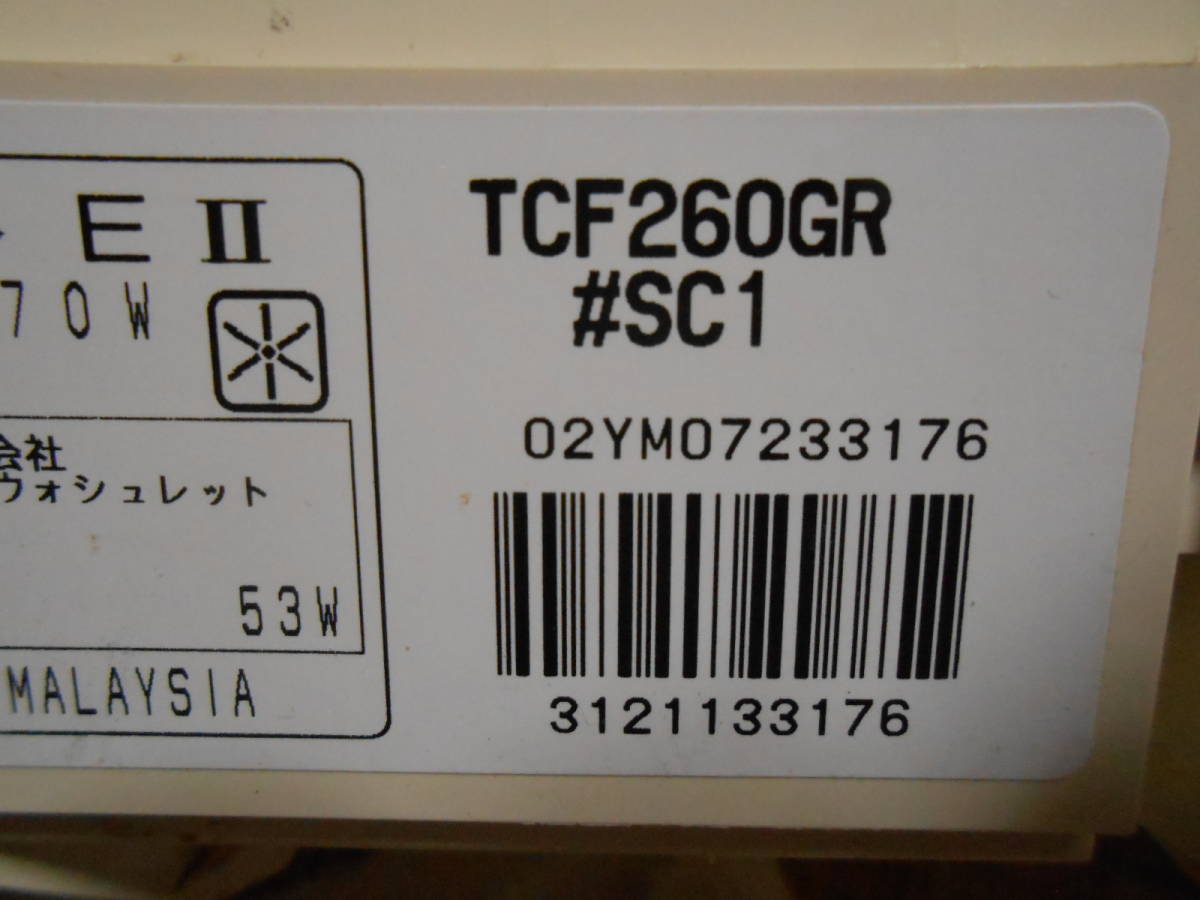 E II
70W
会社
ウォシュレット
53W
MALAYSIA
TCF260GR
#SC1
02YM07233176
3121133176